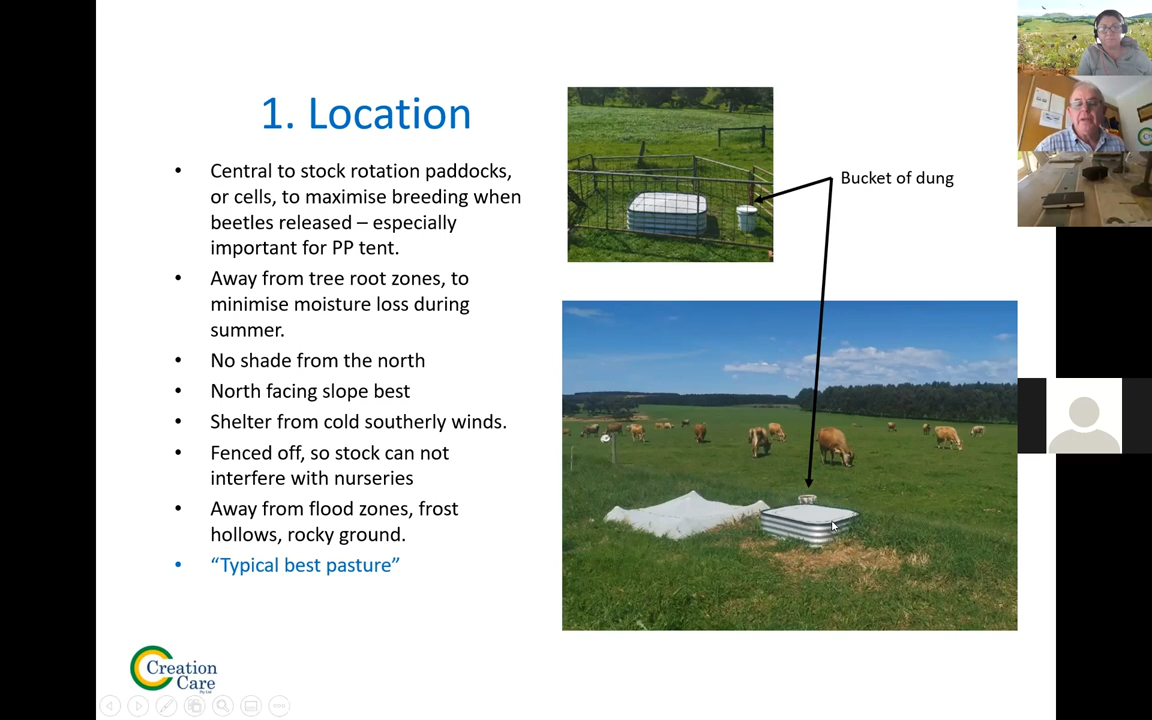 1. Location
• Central to stock rotation paddocks,
or cells, to maximise breeding when
beetles released – especially
important for PP tent.
• Away from tree root zones, to
minimise moisture loss during
summer.
• No shade from the north
• North facing slope best
• Shelter from cold southerly winds.
• Fenced off, so stock can not
interfere with nurseries
• Away from flood zones, frost
hollows, rocky ground.
• “Typical best pasture”
Bucket of dung
Creation
Care
Pty Ltd